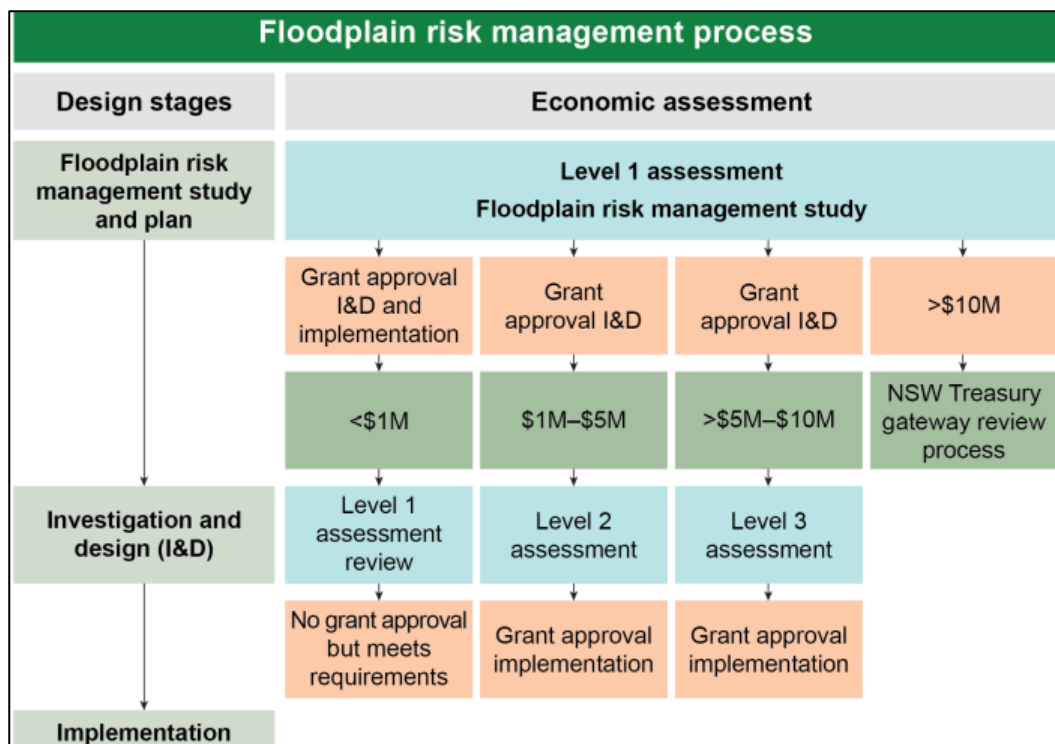 Floodplain risk management process
Design stages
Economic assessment
Floodplain risk
management study
and plan
Level 1 assessment
Floodplain risk management study
Grant approval
I&D and
implementation
Grant
approval I&D
Grant
approval I&D
>$10M
<$1M
$1M–$5M
>$5M–$10M
NSW Treasury
gateway review
process
Investigation and
design (I&D)
Level 1
assessment
review
Level 2
assessment
Level 3
assessment
No grant approval
but meets
requirements
Grant approval
implementation
Grant approval
implementation
Implementation